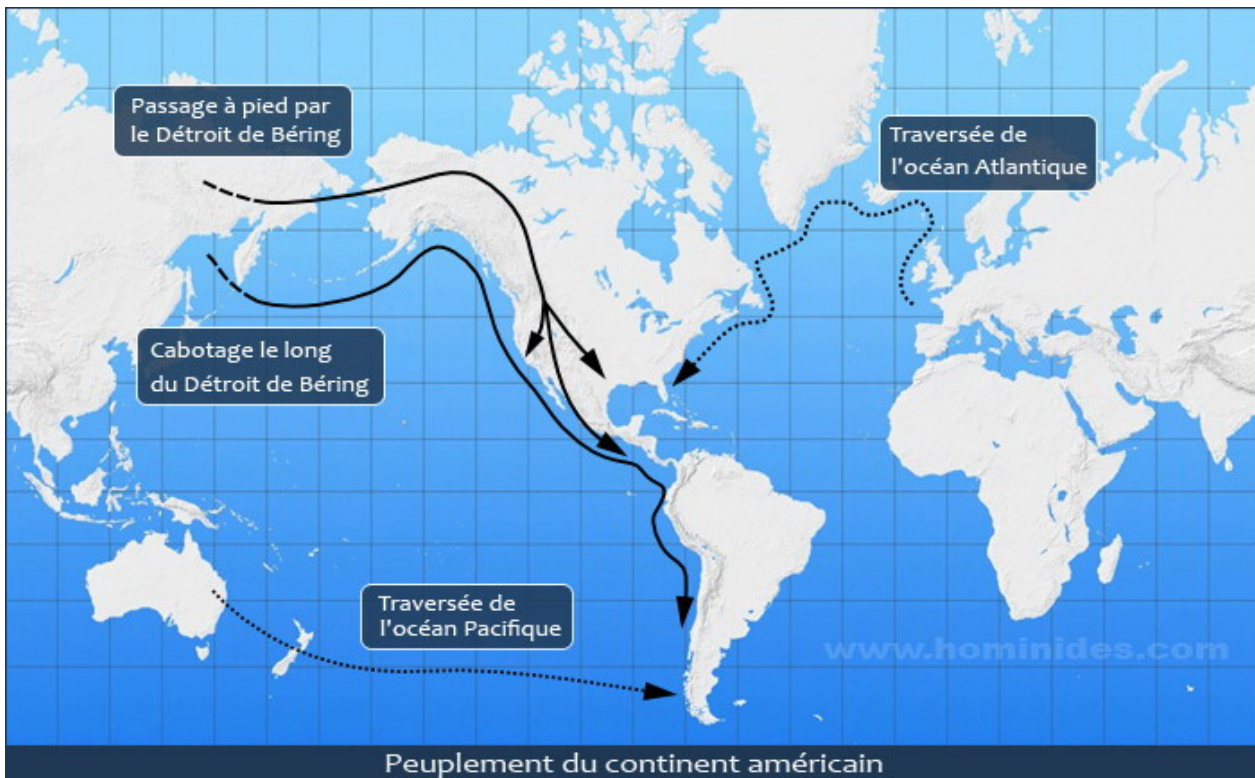 Passage à pied par
le Détroit de Béring
Traversée de
l'océan Atlantique
Cabotage le long
du Détroit de Béring
Traversée de
l'océan Pacifique
www.hominides.com
Peuplement du continent américain